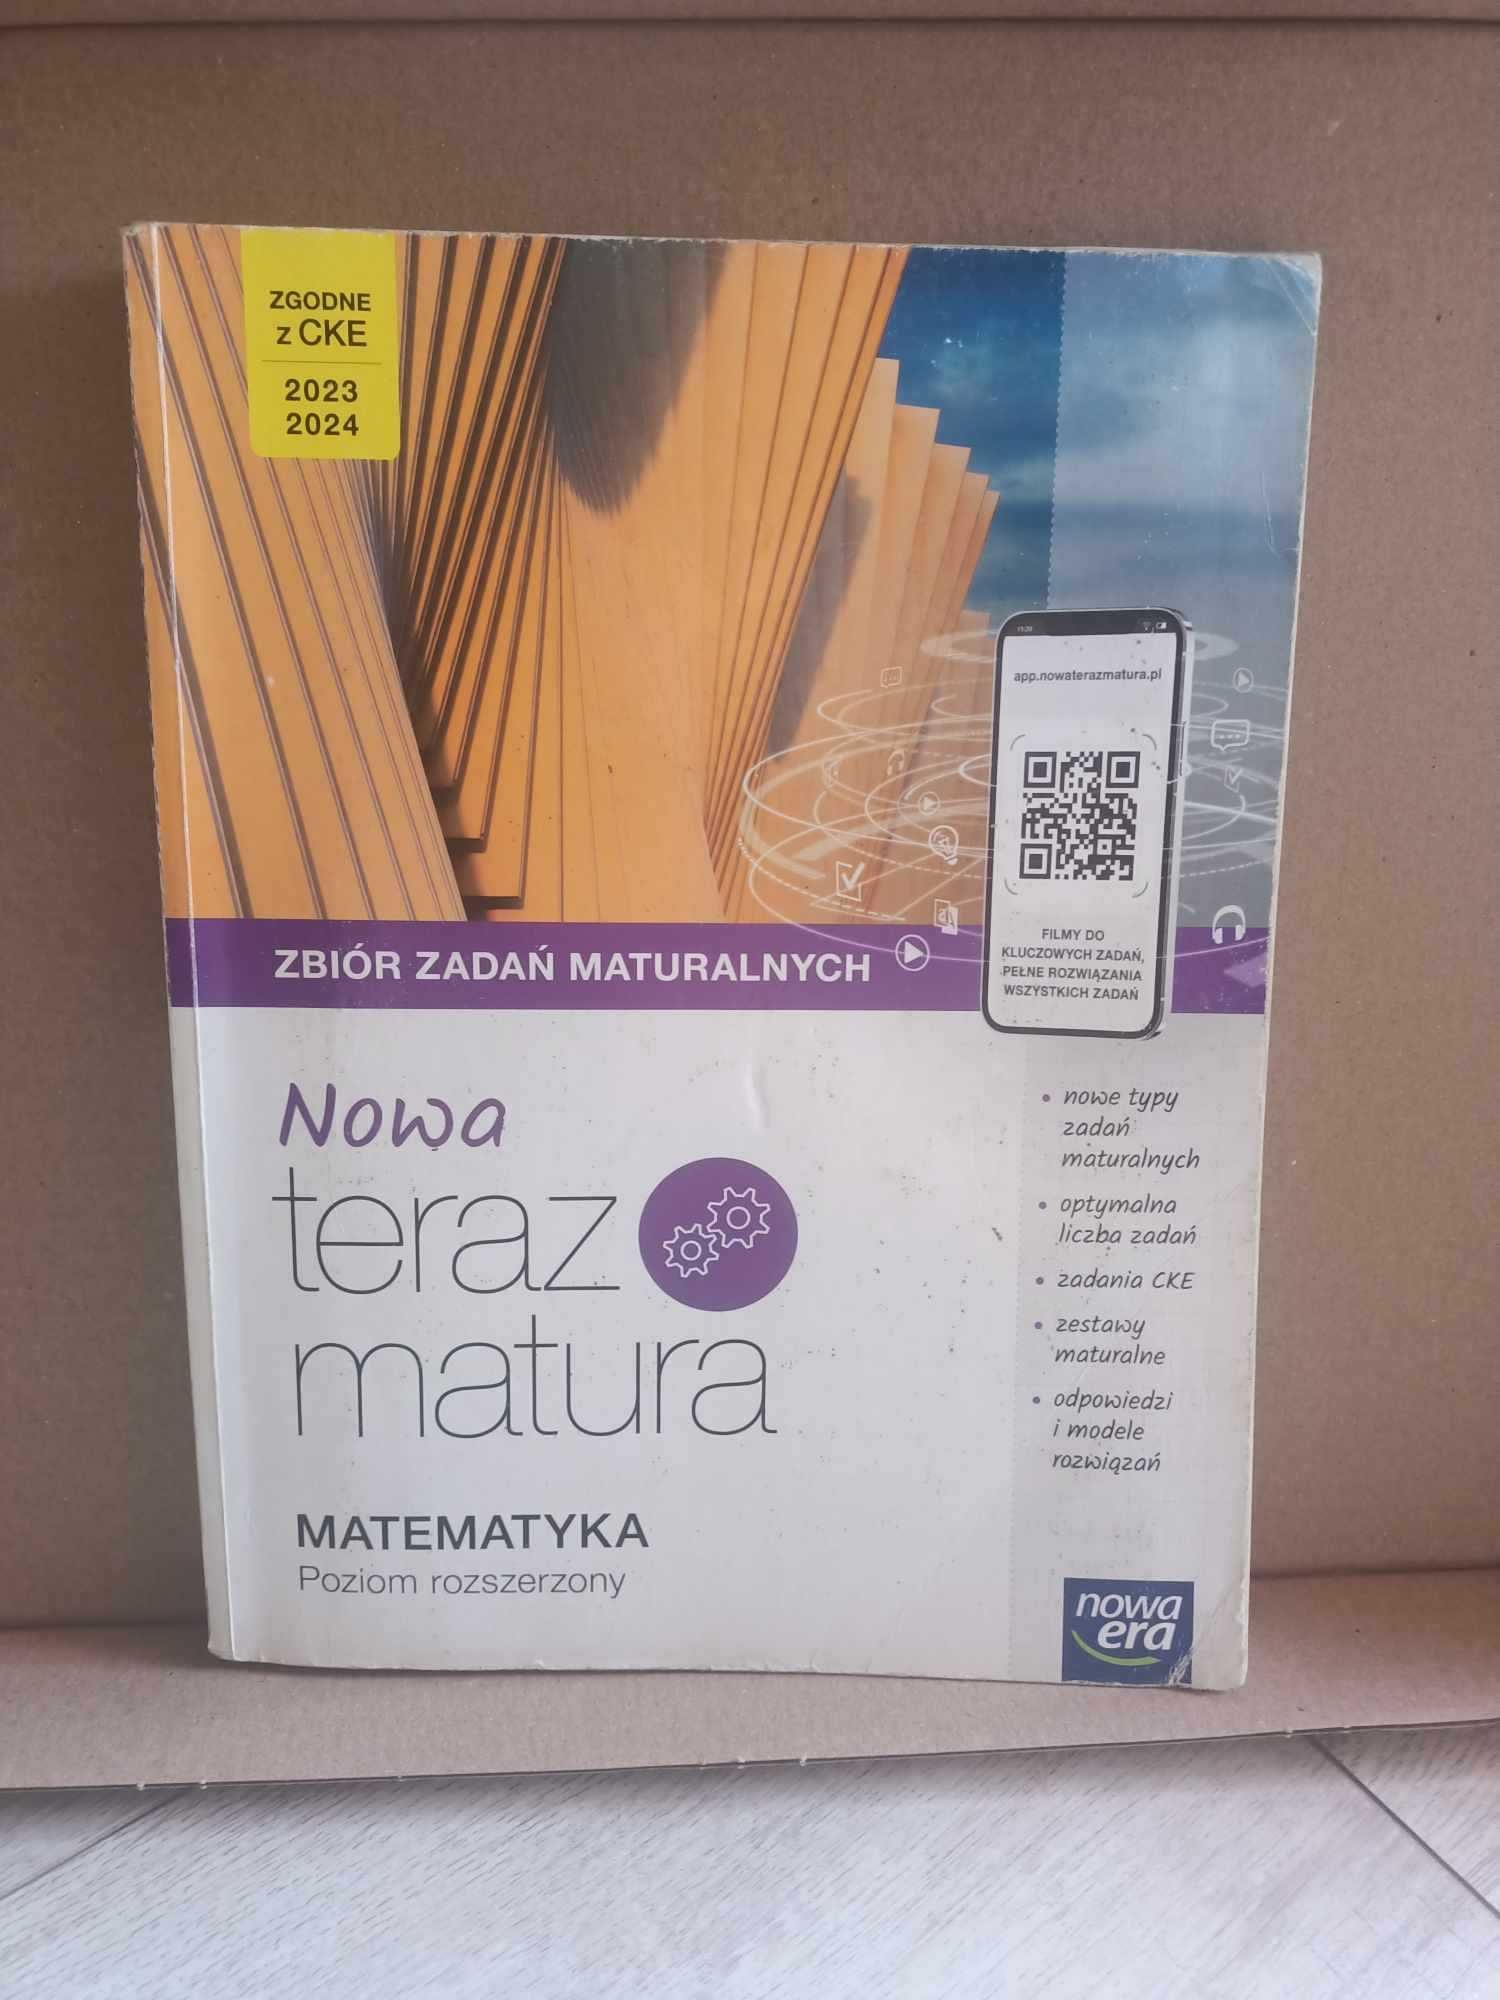 ZGODNE
z CKE
2023
2024
app.nowaterazmatura.pl
FILMY DO
KLUCZOWYCH ZADAŃ,
PEŁNE ROZWIĄZANIA
WSZYSTKICH ZADAŃ
ZBIÓR ZADAŃ MATURALNYCH
Nowa
teraz
matura
• nowe typy
zadań
maturalnych
• optymalna
liczba zadań
• zadania CKE
• zestawy
maturalne
• odpowiedzi
i modele
rozwiązań
MATEMATYKA
Poziom rozszerzony
nowa
era